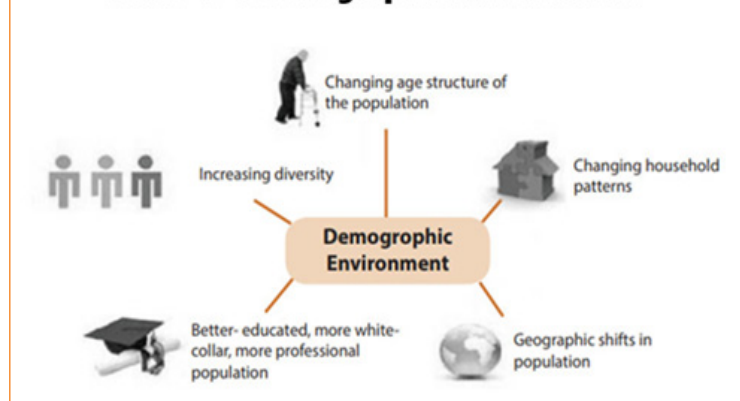 Changing age structure of
the population
Increasing diversity
Changing household
patterns
Demogrophic
Environment
Better- educated, more white-
collar, more professional
population
Geographic shifts in
population